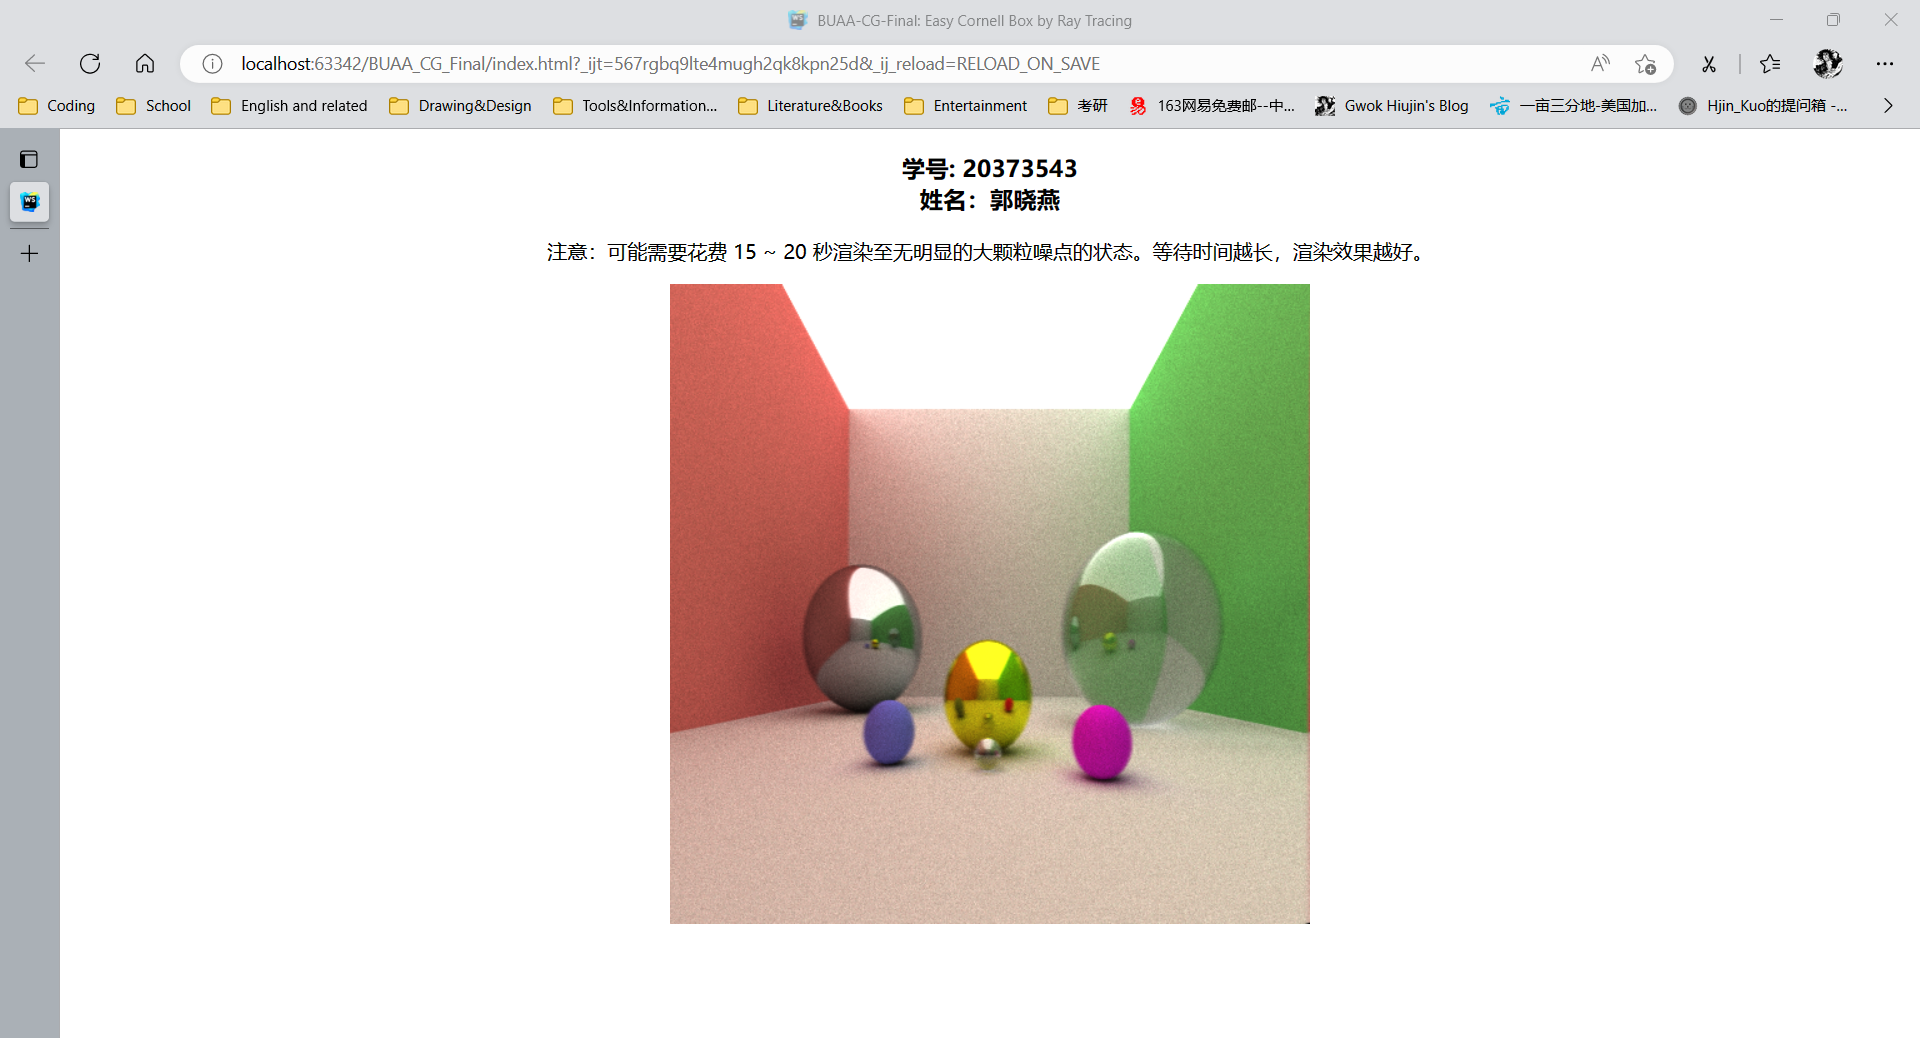 BUAA-CG-Final: Easy Cornell Box by Ray Tracing
localhost:63342/BUAA_CG_Final/index.html?_ijt=567rgbq9lte4mugh2qk8kpn25d&_ij_reload=RELOAD_ON_SAVE
Coding School English and related Drawing&Design Tools&Information... Literature&Books Entertainment 考研 163网易免费邮--中... Gwok Hiujin's Blog 一亩三分地-美国加... Hjin_Kuo的提问箱 -...
学号: 20373543
姓名：郭晓燕
注意：可能需要花费 15 ~ 20 秒渲染至无明显的大颗粒噪点的状态。等待时间越长，渲染效果越好。
WS